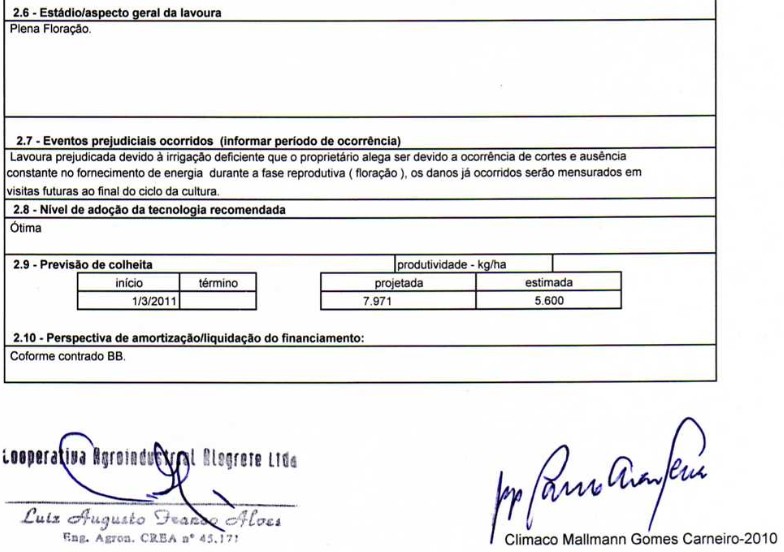 2.6 - Estádio/aspecto geral da lavoura
Plena Floração.
2.7 - Eventos prejudiciais ocorridos (informar período de ocorrência)
Lavoura prejudicada devido à irrigação deficiente que o proprietário alega ser devido a ocorrência de cortes e ausência
constante no fornecimento de energia durante a fase reprodutiva ( floração ), os danos já ocorridos serão mensurados em
visitas futuras ao final do ciclo da cultura.
2.8 - Nível de adoção da tecnologia recomendada
Ótima
2.9 - Previsão de colheita
produtividade - kg/ha
início término projetada estimada
1/3/2011 7.971 5.600
2.10 - Perspectiva de amortização/liquidação do financiamento:
Coforme contrado BB.
Cooperativa Agroindustrial Alegrete Ltda
Luiz Augusto Franco Alves
Eng. Agron. CREA nº 45.171
Climaco Mallmann Gomes Carneiro-2010